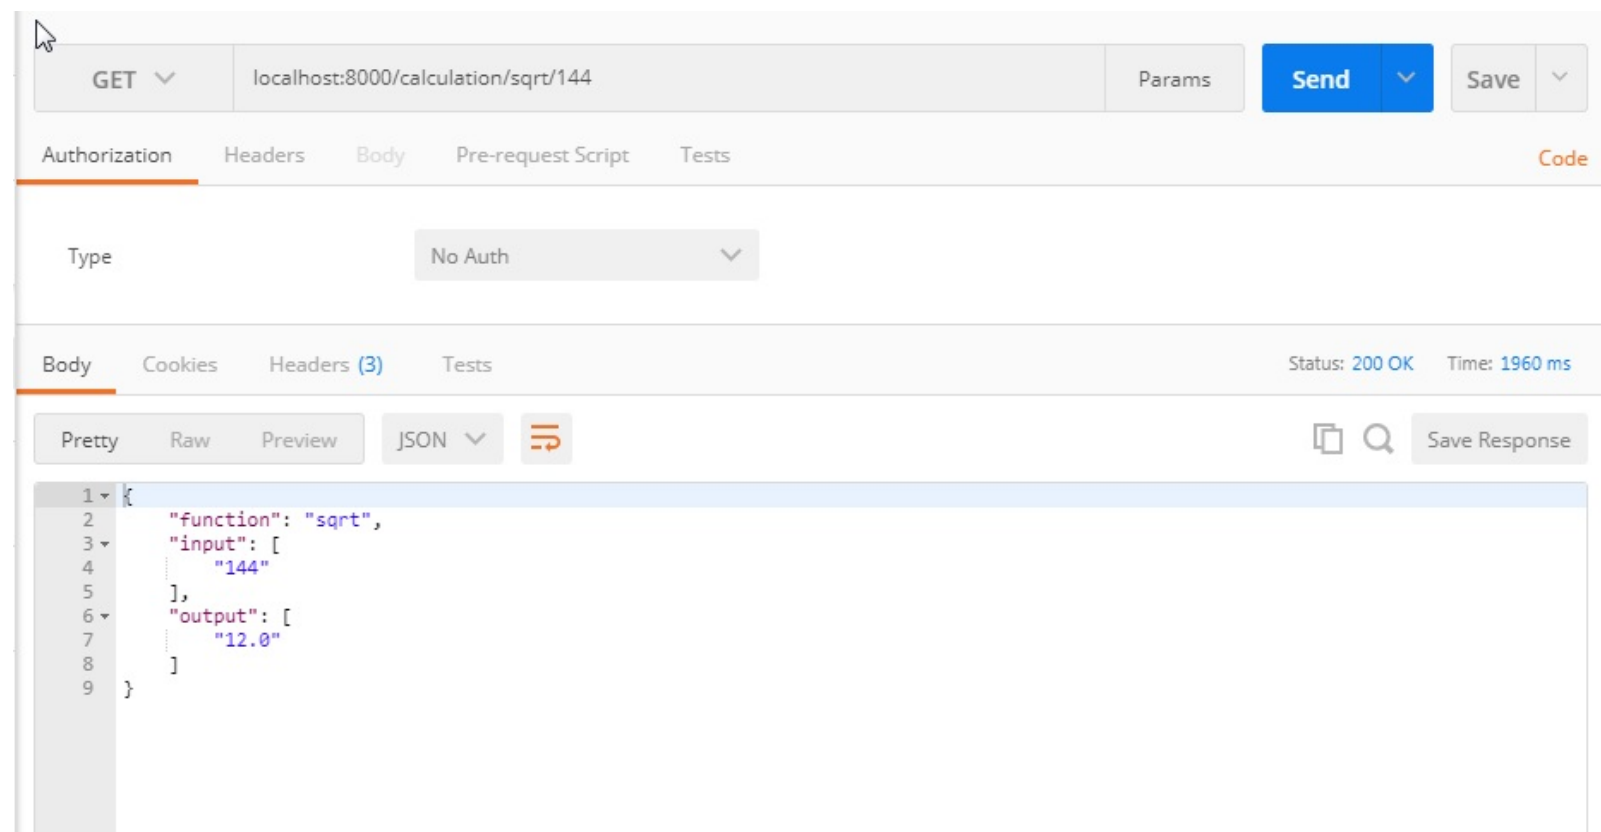 GET localhost:8000/calculation/sqrt/144 Params Send Save
Authorization Headers Body Pre-request Script Tests Code
Type No Auth
Body Cookies Headers (3) Tests Status: 200 OK Time: 1960 ms
Pretty Raw Preview JSON Save Response
1 {
2 "function": "sqrt",
3 "input": [
4 "144"
5 ],
6 "output": [
7 "12.0"
8 ]
9 }